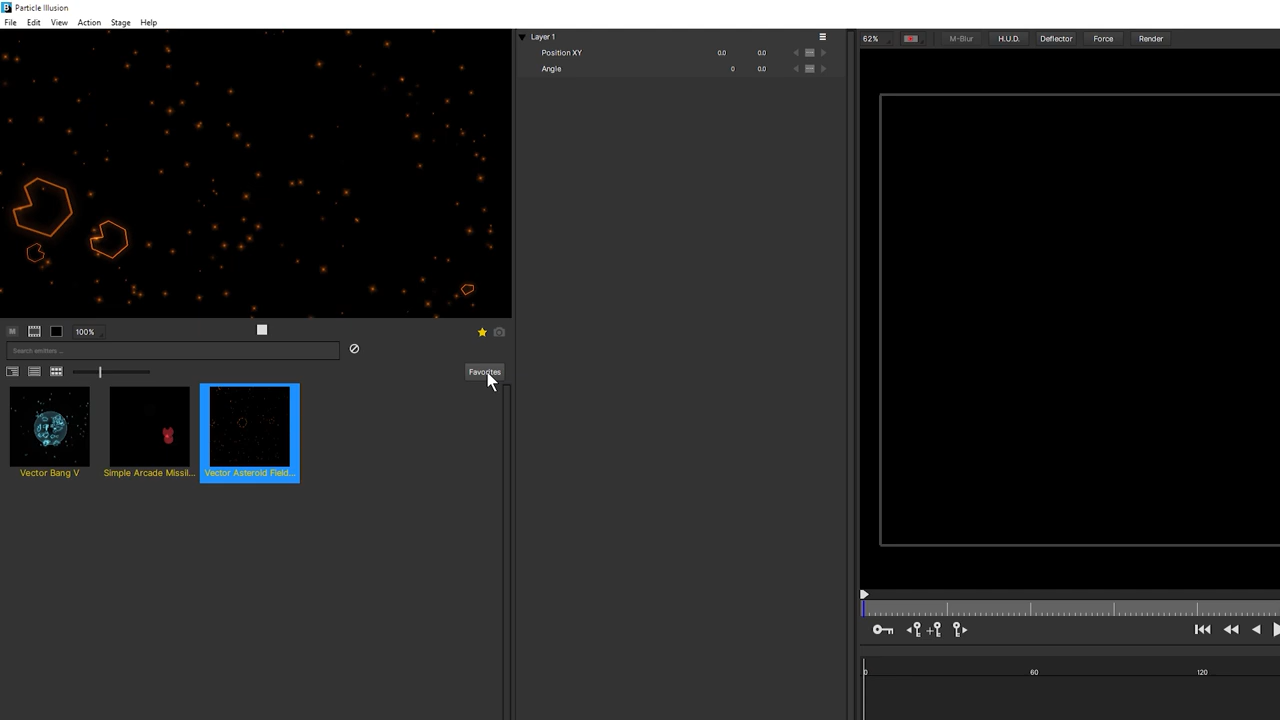 Particle Illusion
File Edit View Action Stage Help
Layer 1
Position XY 0.0 0.0
Angle 0 0.0
62% M-Blur H.U.D. Deflector Force Render
M 100%
Search emitters ...
Favorites
Vector Bang V Simple Arcade Missil... Vector Asteroid Field...
0 60 120